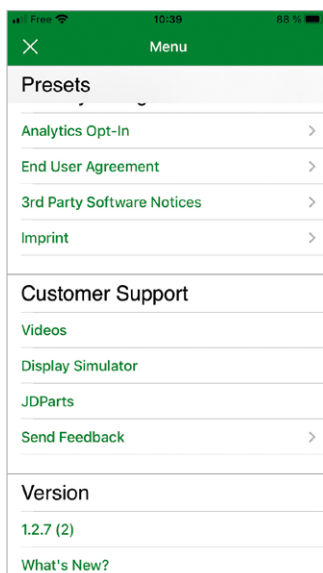 Free 10:39 88 %
Menu
Presets
Analytics Opt-In
End User Agreement
3rd Party Software Notices
Imprint
Customer Support
Videos
Display Simulator
JDParts
Send Feedback
Version
1.2.7 (2)
What's New?